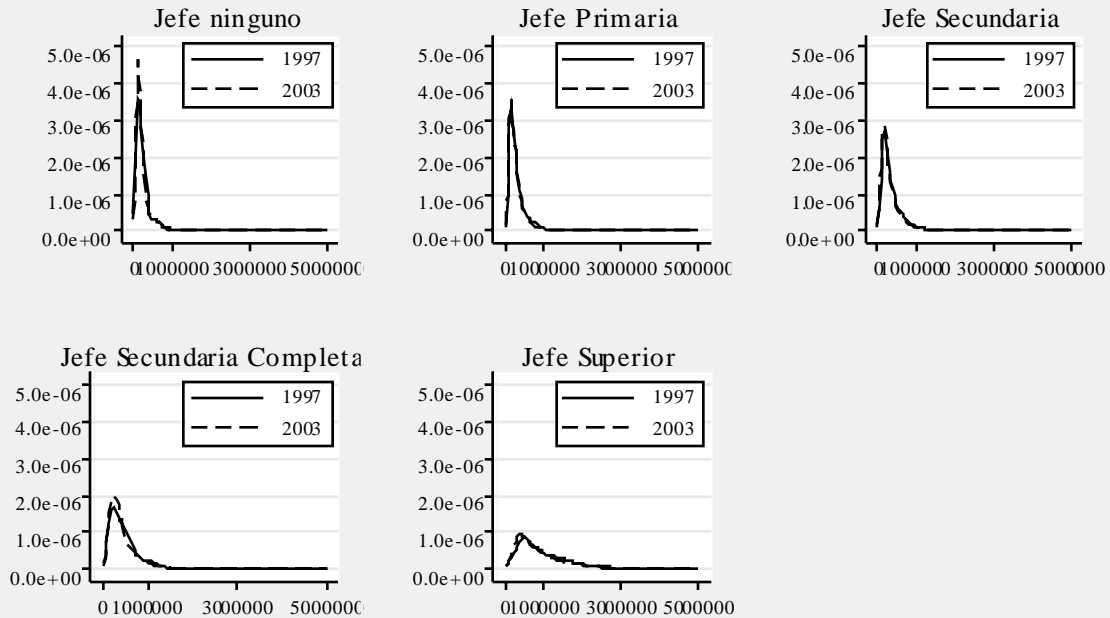 Jefe ninguno
5.0e-06
4.0e-06
3.0e-06
2.0e-06
1.0e-06
0.0e+00
0 1000000 3000000 5000000
1997
2003
Jefe Primaria
5.0e-06
4.0e-06
3.0e-06
2.0e-06
1.0e-06
0.0e+00
0 1000000 3000000 5000000
1997
2003
Jefe Secundaria
5.0e-06
4.0e-06
3.0e-06
2.0e-06
1.0e-06
0.0e+00
0 1000000 3000000 5000000
1997
2003
Jefe Secundaria Completa
5.0e-06
4.0e-06
3.0e-06
2.0e-06
1.0e-06
0.0e+00
0 1000000 3000000 5000000
1997
2003
Jefe Superior
5.0e-06
4.0e-06
3.0e-06
2.0e-06
1.0e-06
0.0e+00
0 1000000 3000000 5000000
1997
2003